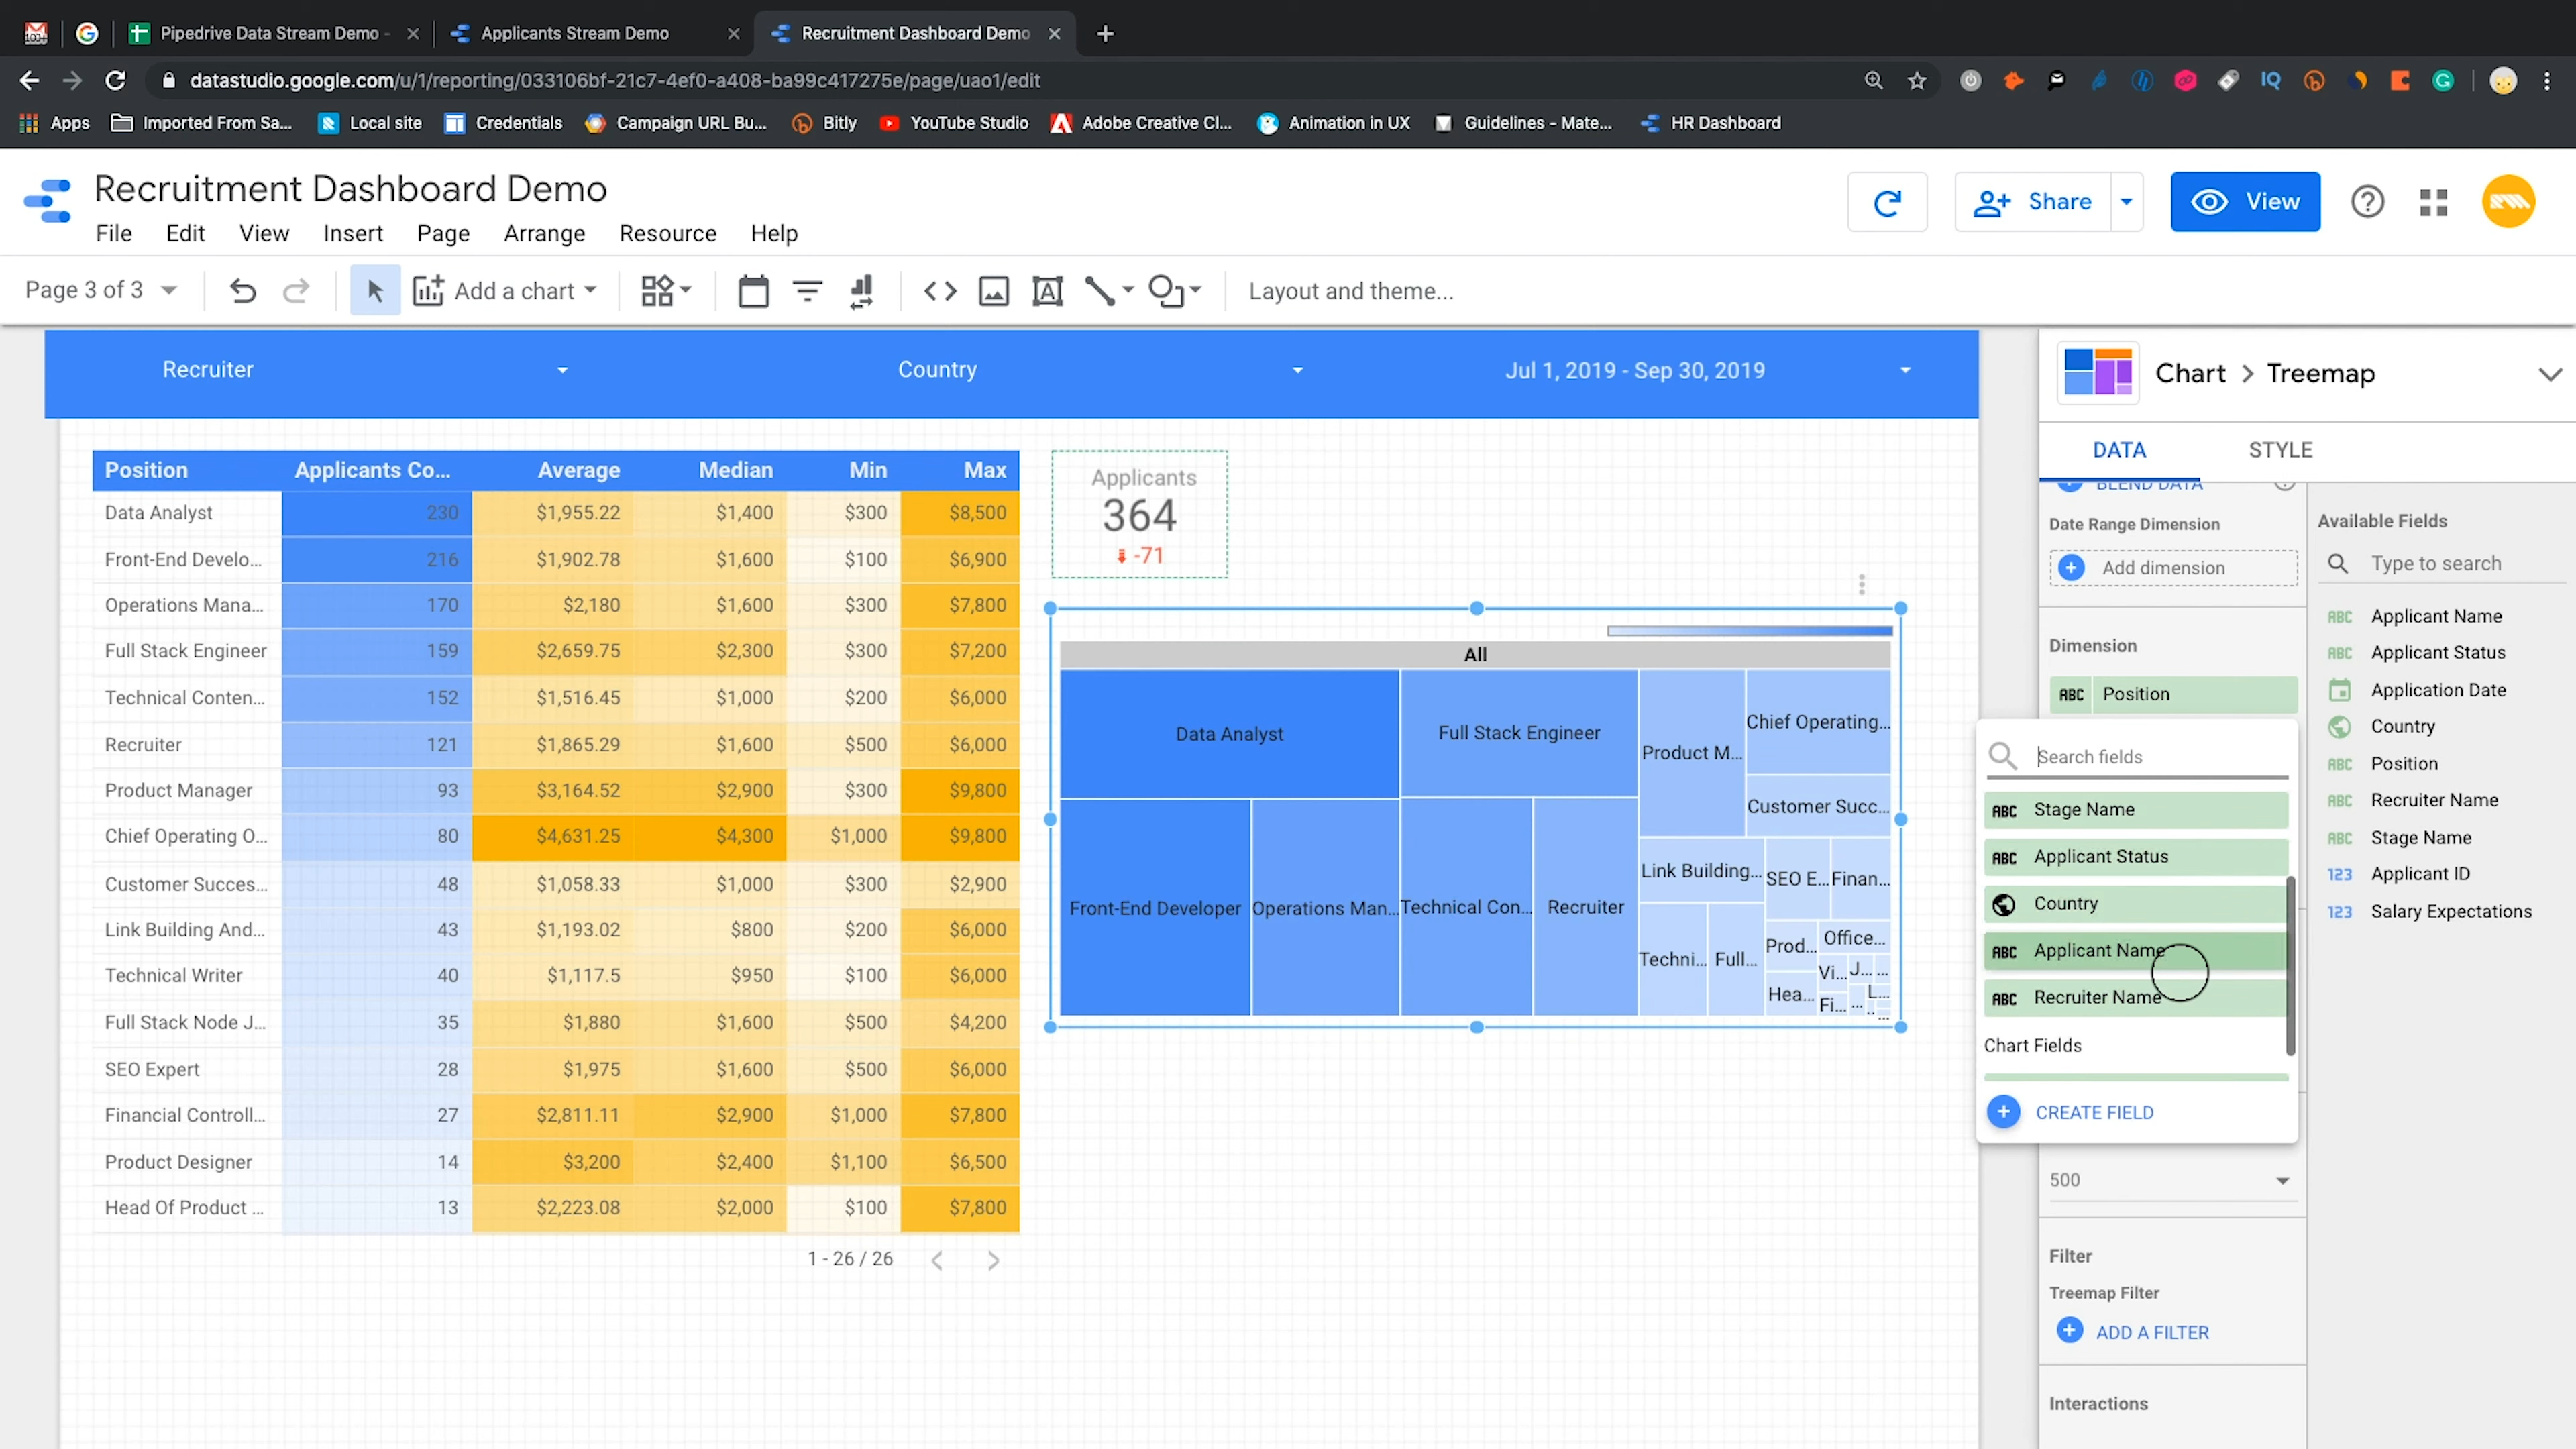 Pipedrive Data Stream Demo -
Applicants Stream Demo
Recruitment Dashboard Demo
datastudio.google.com/u/1/reporting/033106bf-21c7-4ef0-a408-ba99c417275e/page/uao1/edit
Apps
Imported From Sa...
Local site
Credentials
Campaign URL Bu...
Bitly
YouTube Studio
Adobe Creative Cl...
Animation in UX
Guidelines - Mate...
HR Dashboard
Recruitment Dashboard Demo
File Edit View Insert Page Arrange Resource Help
Share
View
Page 3 of 3
Add a chart
Layout and theme...
Recruiter
Country
Jul 1, 2019 - Sep 30, 2019
Position Applicants Co... Average Median Min Max
Data Analyst 230 $1,955.22 $1,400 $300 $8,500
Front-End Develo... 216 $1,902.78 $1,600 $100 $6,900
Operations Mana... 170 $2,180 $1,600 $300 $7,800
Full Stack Engineer 159 $2,659.75 $2,300 $300 $7,200
Technical Conten... 152 $1,516.45 $1,000 $200 $6,000
Recruiter 121 $1,865.29 $1,600 $500 $6,000
Product Manager 93 $3,164.52 $2,900 $300 $9,800
Chief Operating O... 80 $4,631.25 $4,300 $1,000 $9,800
Customer Succes... 48 $1,058.33 $1,000 $300 $2,900
Link Building And... 43 $1,193.02 $800 $200 $6,000
Technical Writer 40 $1,117.5 $950 $100 $6,000
Full Stack Node J... 35 $1,880 $1,600 $500 $4,200
SEO Expert 28 $1,975 $1,600 $500 $6,000
Financial Controll... 27 $2,811.11 $2,900 $1,000 $7,800
Product Designer 14 $3,200 $2,400 $1,100 $6,500
Head Of Product ... 13 $2,223.08 $2,000 $100 $7,800
1 - 26 / 26
Applicants
364
-71
All
Data Analyst
Full Stack Engineer
Product M...
Chief Operating...
Customer Succ...
Front-End Developer
Operations Man...
Technical Con...
Recruiter
Link Building...
SEO E...
Finan...
Techni...
Full...
Prod...
Office...
Hea...
Vi...
J...
...
Fi...
...
L...
Chart > Treemap
DATA
STYLE
BLEND DATA
Date Range Dimension
Add dimension
Dimension
ABC Position
Search fields
ABC Stage Name
ABC Applicant Status
Country
ABC Applicant Name
ABC Recruiter Name
Chart Fields
CREATE FIELD
500
Filter
Treemap Filter
ADD A FILTER
Interactions
Available Fields
Type to search
ABC Applicant Name
ABC Applicant Status
Application Date
Country
ABC Position
ABC Recruiter Name
ABC Stage Name
123 Applicant ID
123 Salary Expectations